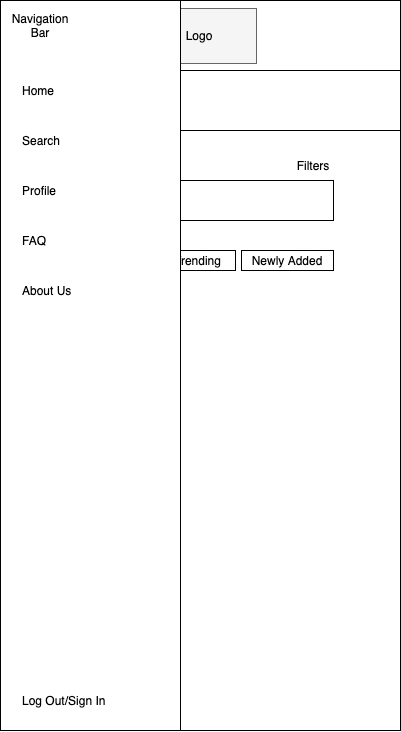 Navigation
Bar
Logo
Home
Search
Filters
Profile
FAQ
rending
Newly Added
About Us
Log Out/Sign In